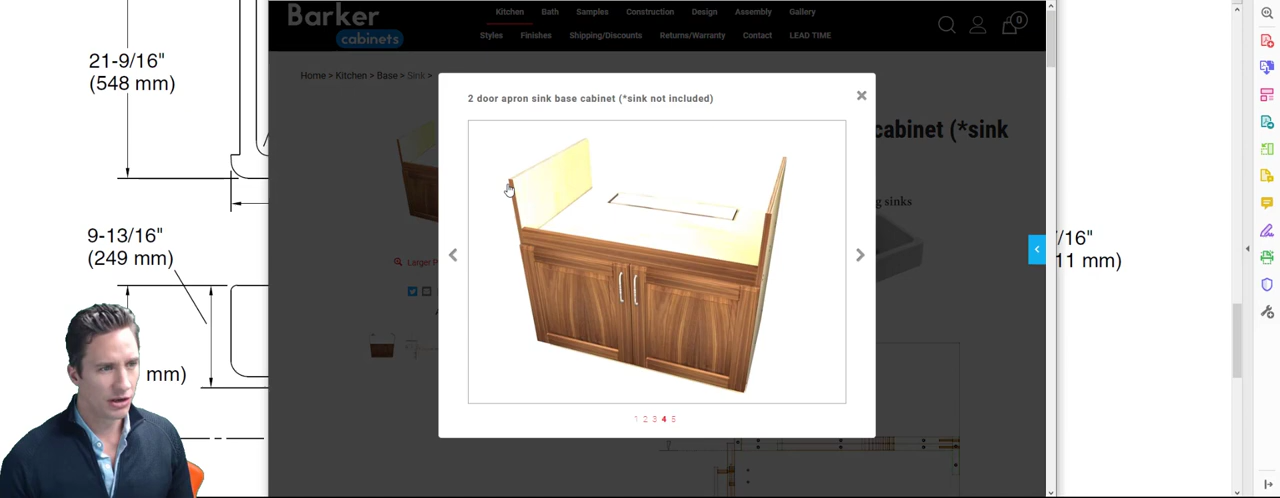 Barker
cabinets
Kitchen Bath Samples Construction Design Assembly Gallery
Styles Finishes Shipping/Discounts Returns/Warranty Contact LEAD TIME
0
21-9/16"
(548 mm)
Home > Kitchen > Base > Sink >
2 door apron sink base cabinet (*sink not included)
cabinet (*sink
g sinks
9-13/16"
(249 mm)
/16"
11 mm)
Larger P
mm)
1 2 3 4 5